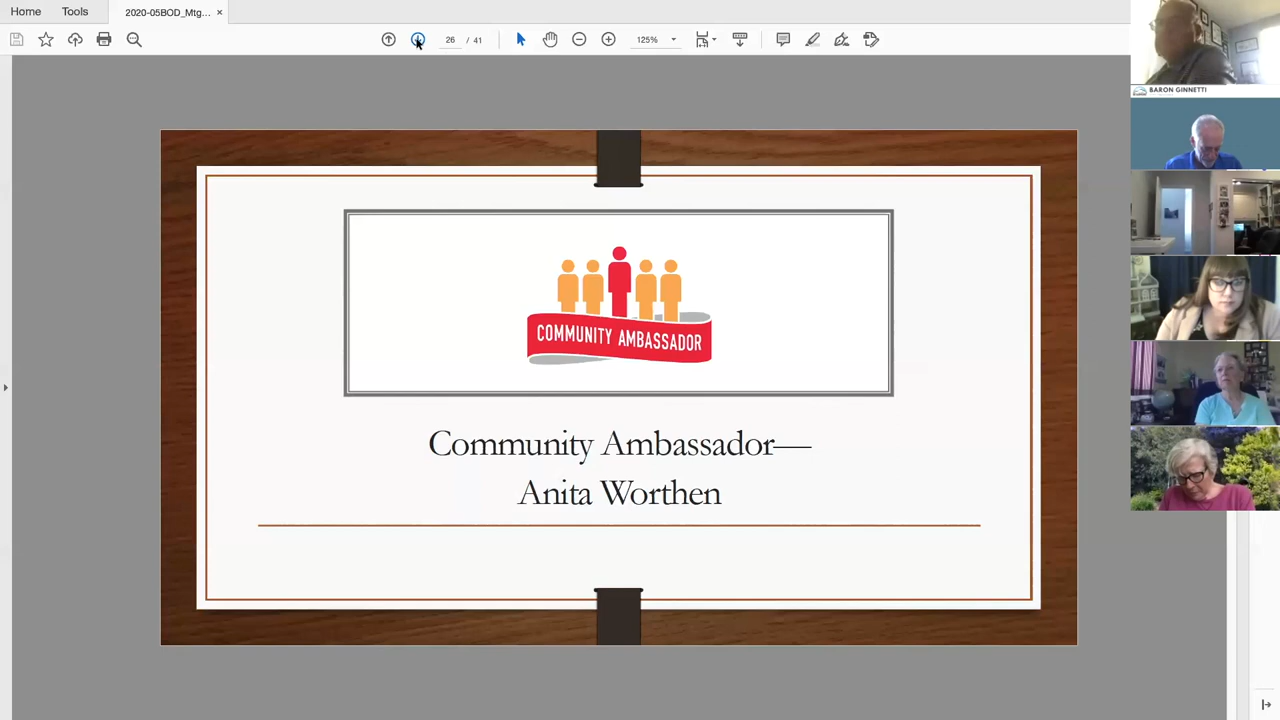 Home
Tools
2020-05BOD_Mtg...
×
26 / 41
125%
BARON GINNETTI
COMMUNITY AMBASSADOR
Community Ambassador—
Anita Worthen